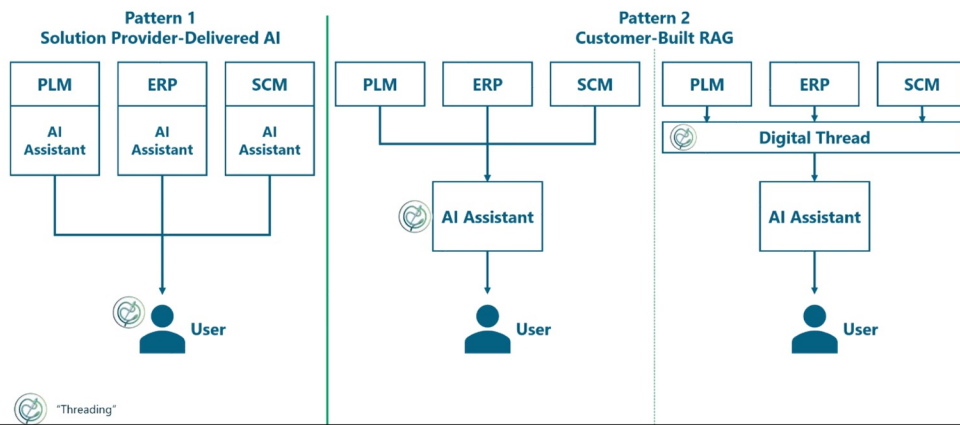 Pattern 1
Solution Provider-Delivered AI
PLM
ERP
SCM
AI
Assistant
AI
Assistant
AI
Assistant
User
"Threading"
Pattern 2
Customer-Built RAG
PLM
ERP
SCM
AI Assistant
User
PLM
ERP
SCM
Digital Thread
AI Assistant
User